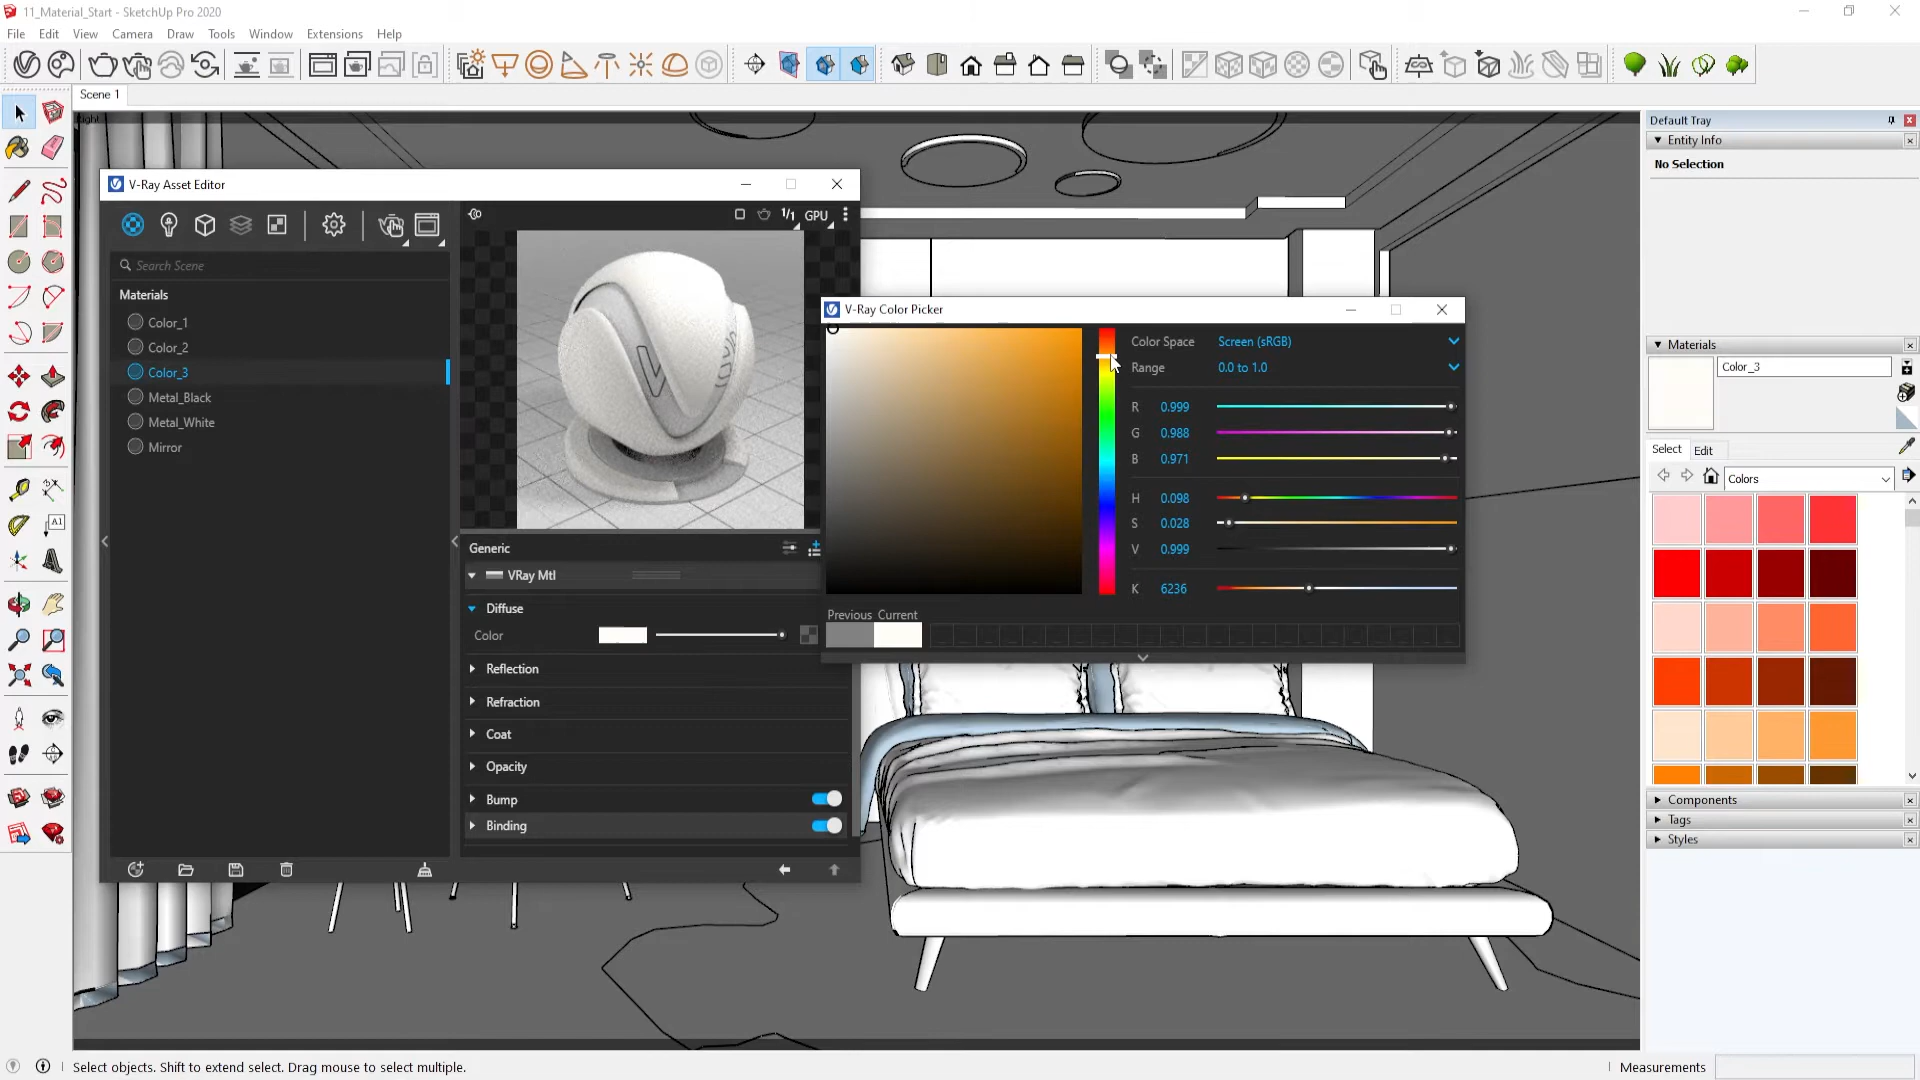 11_Material_Start - SketchUp Pro 2020
File Edit View Camera Draw Tools Window Extensions Help
Scene 1
Right
Default Tray
Entity Info
No Selection
V-Ray Asset Editor
1/1 GPU
Search Scene
Materials
Color_1
Color_2
Color_3
Metal_Black
Metal_White
Mirror
Generic
VRay Mtl
Diffuse
Color
Reflection
Refraction
Coat
Opacity
Bump
Binding
V-Ray Color Picker
Color Space Screen (sRGB)
Range 0.0 to 1.0
R 0.999
G 0.988
B 0.971
H 0.098
S 0.028
V 0.999
K 6236
Previous Current
Materials
Color_3
Select Edit
Colors
Components
Tags
Styles
Select objects. Shift to extend select. Drag mouse to select multiple.
Measurements